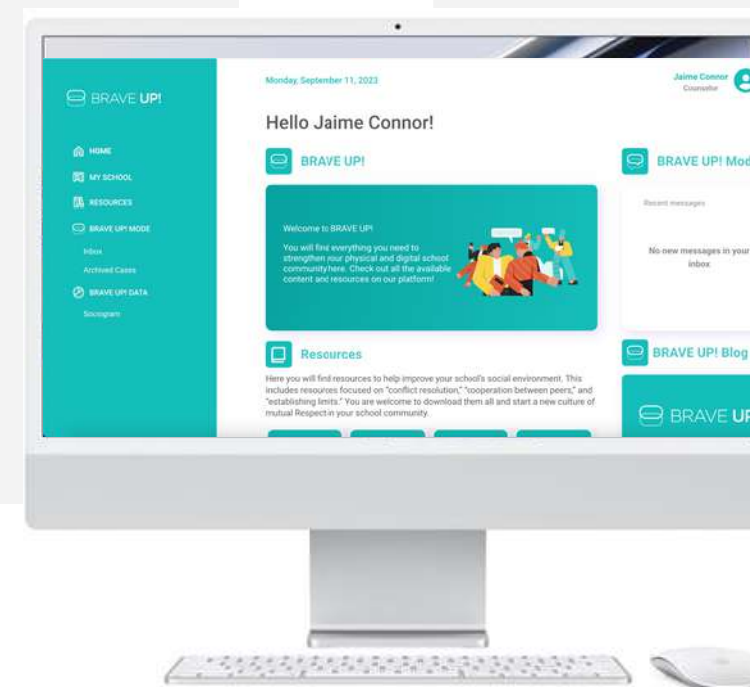 BRAVE UP!
HOME
MY SCHOOL
RESOURCES
BRAVE UP! MODE
Inbox
Archived Cases
BRAVE UP! DATA
Sociogram
Monday, September 11, 2023
Jaime Connor
Counselor
Hello Jaime Connor!
BRAVE UP!
Welcome to BRAVE UP!
You will find everything you need to
strengthen your physical and digital school
community here. Check out all the available
content and resources on our platform!
Resources
Here you will find resources to help improve your school's social environment. This
includes resources focused on "conflict resolution," "cooperation between peers," and
"establishing limits." You are welcome to download them all and start a new culture of
mutual Respect in your school community.
BRAVE UP! Mod
Recent messages
No new messages in your
inbox
BRAVE UP! Blog
BRAVE UP